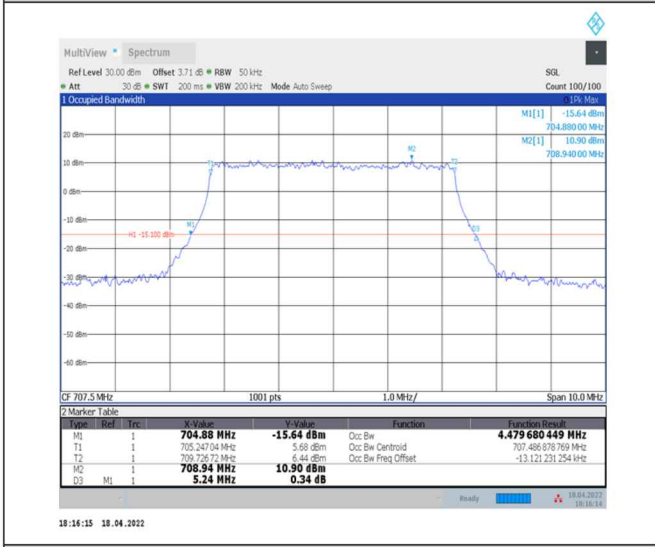 MultiView Spectrum
Ref Level 30.00 dBm Offset 3.71 dB RBW 50 kHz SGL
Att 30 dB SWT 200 ms VBW 200 kHz Mode Auto Sweep Count 100/100
1 Occupied Bandwidth 1Pk Max
M1[1] -15.64 dBm
704.88000 MHz
M2[1] 10.90 dBm
708.94000 MHz
20 dBm
M2
10 dBm
0 dBm
-10 dBm
M1
D3
H1 -15.100 dBm
-20 dBm
-30 dBm
-40 dBm
-50 dBm
-60 dBm
CF 707.5 MHz 1001 pts 1.0 MHz/ Span 10.0 MHz
2 Marker Table
Type Ref Trc X-Value Y-Value Function Function Result
M1 1 704.88 MHz -15.64 dBm Occ Bw 4.479 680 449 MHz
T1 1 705.24704 MHz 5.68 dBm Occ Bw Centroid 707.486 878 769 MHz
T2 1 709.72672 MHz 6.44 dBm Occ Bw Freq Offset -13.121 231 254 kHz
M2 1 708.94 MHz 10.90 dBm
D3 M1 1 5.24 MHz 0.34 dB
Ready 18.04.2022
18:16:14
18:16:15 18.04.2022